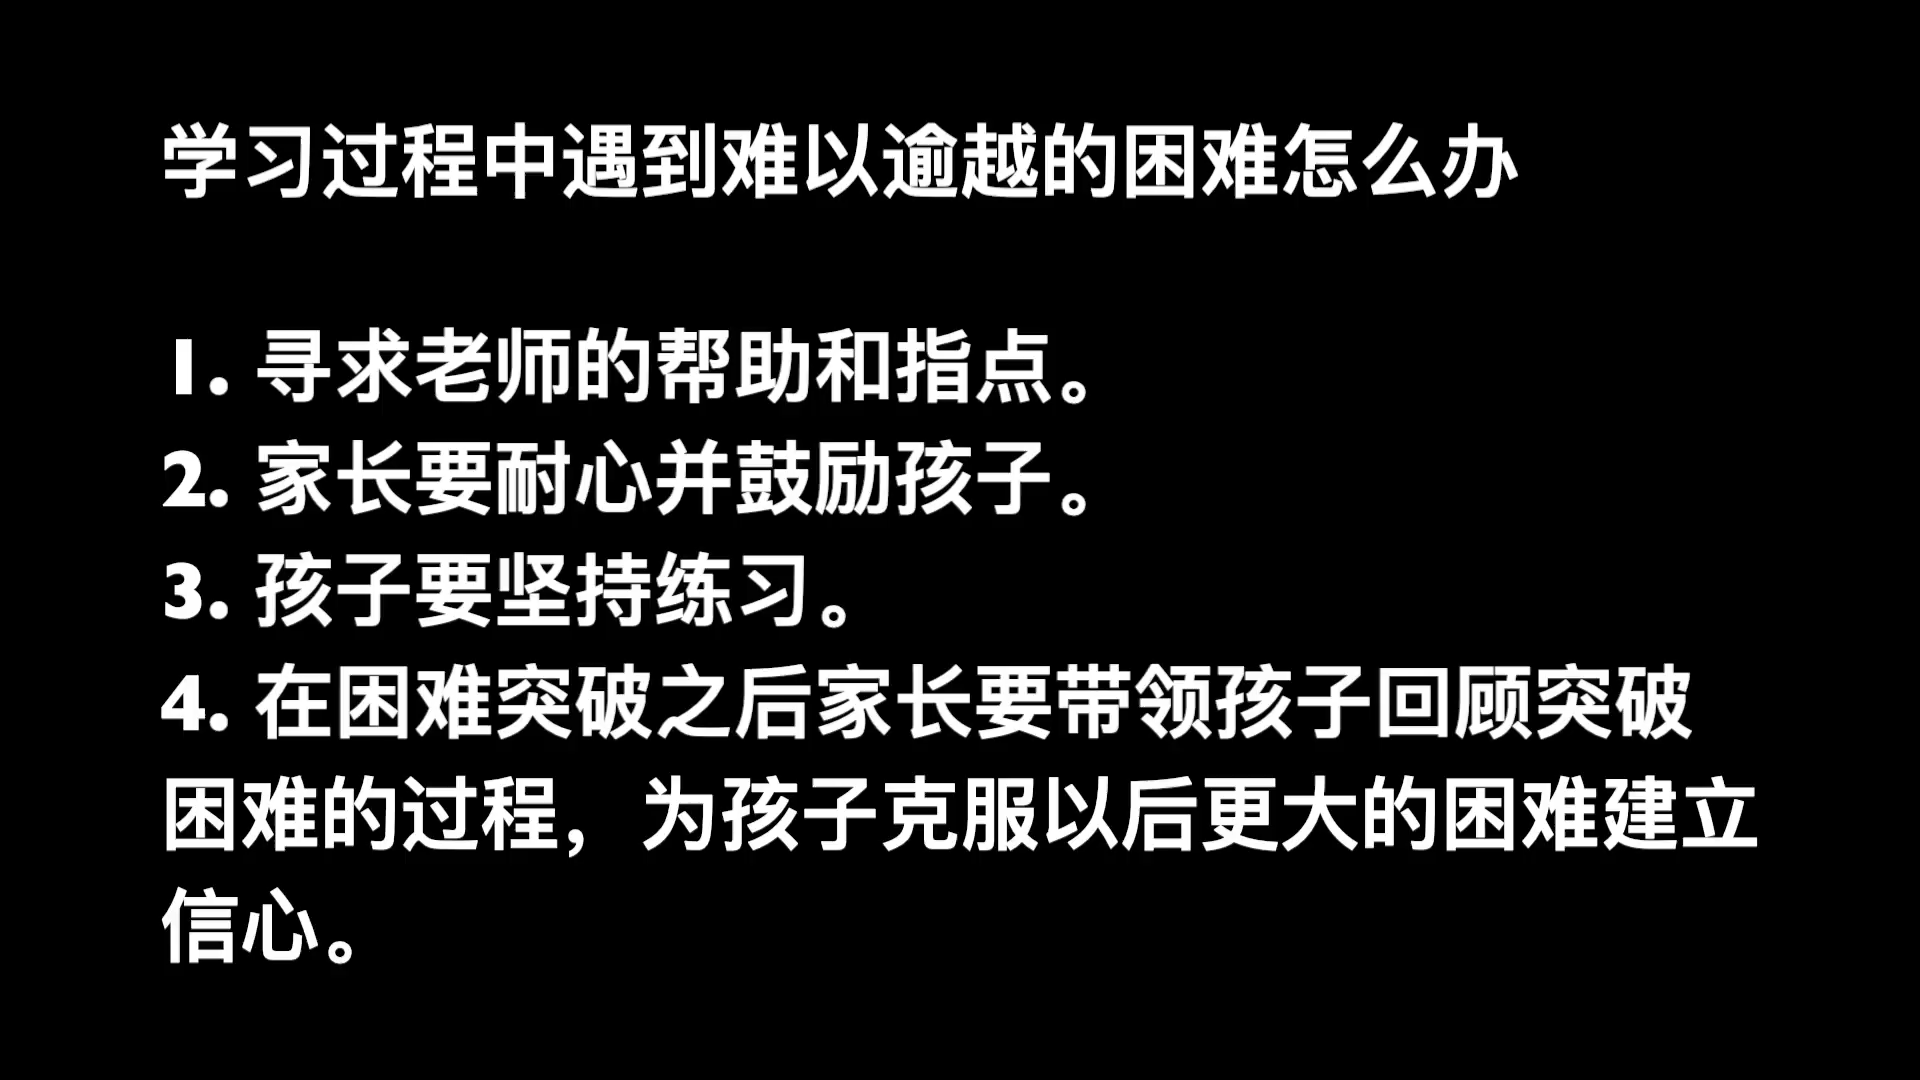 学习过程中遇到难以逾越的困难怎么办
1. 寻求老师的帮助和指点。
2. 家长要耐心并鼓励孩子。
3. 孩子要坚持练习。
4. 在困难突破之后家长要带领孩子回顾突破
困难的过程，为孩子克服以后更大的困难建立
信心。